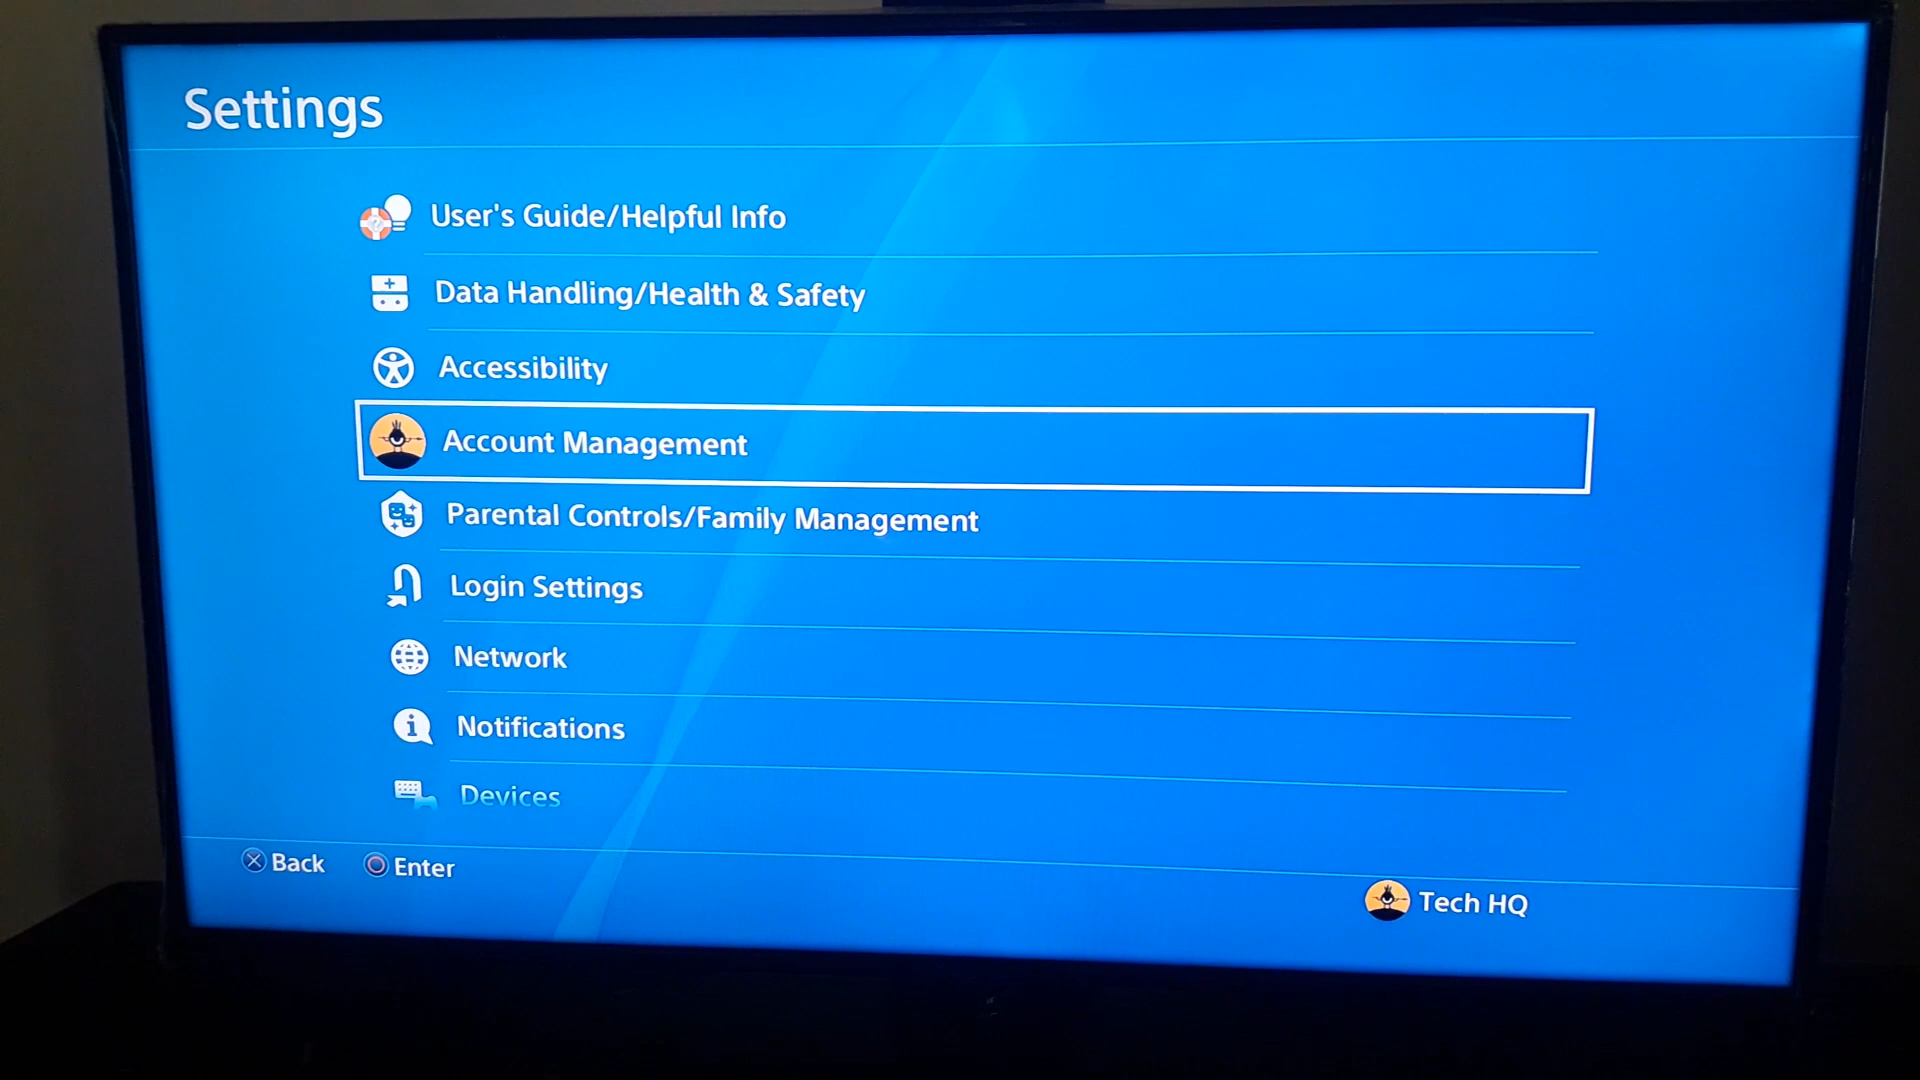 Settings
User's Guide/Helpful Info
Data Handling/Health & Safety
Accessibility
Account Management
Parental Controls/Family Management
Login Settings
Network
Notifications
Devices
Back Enter
Tech HQ